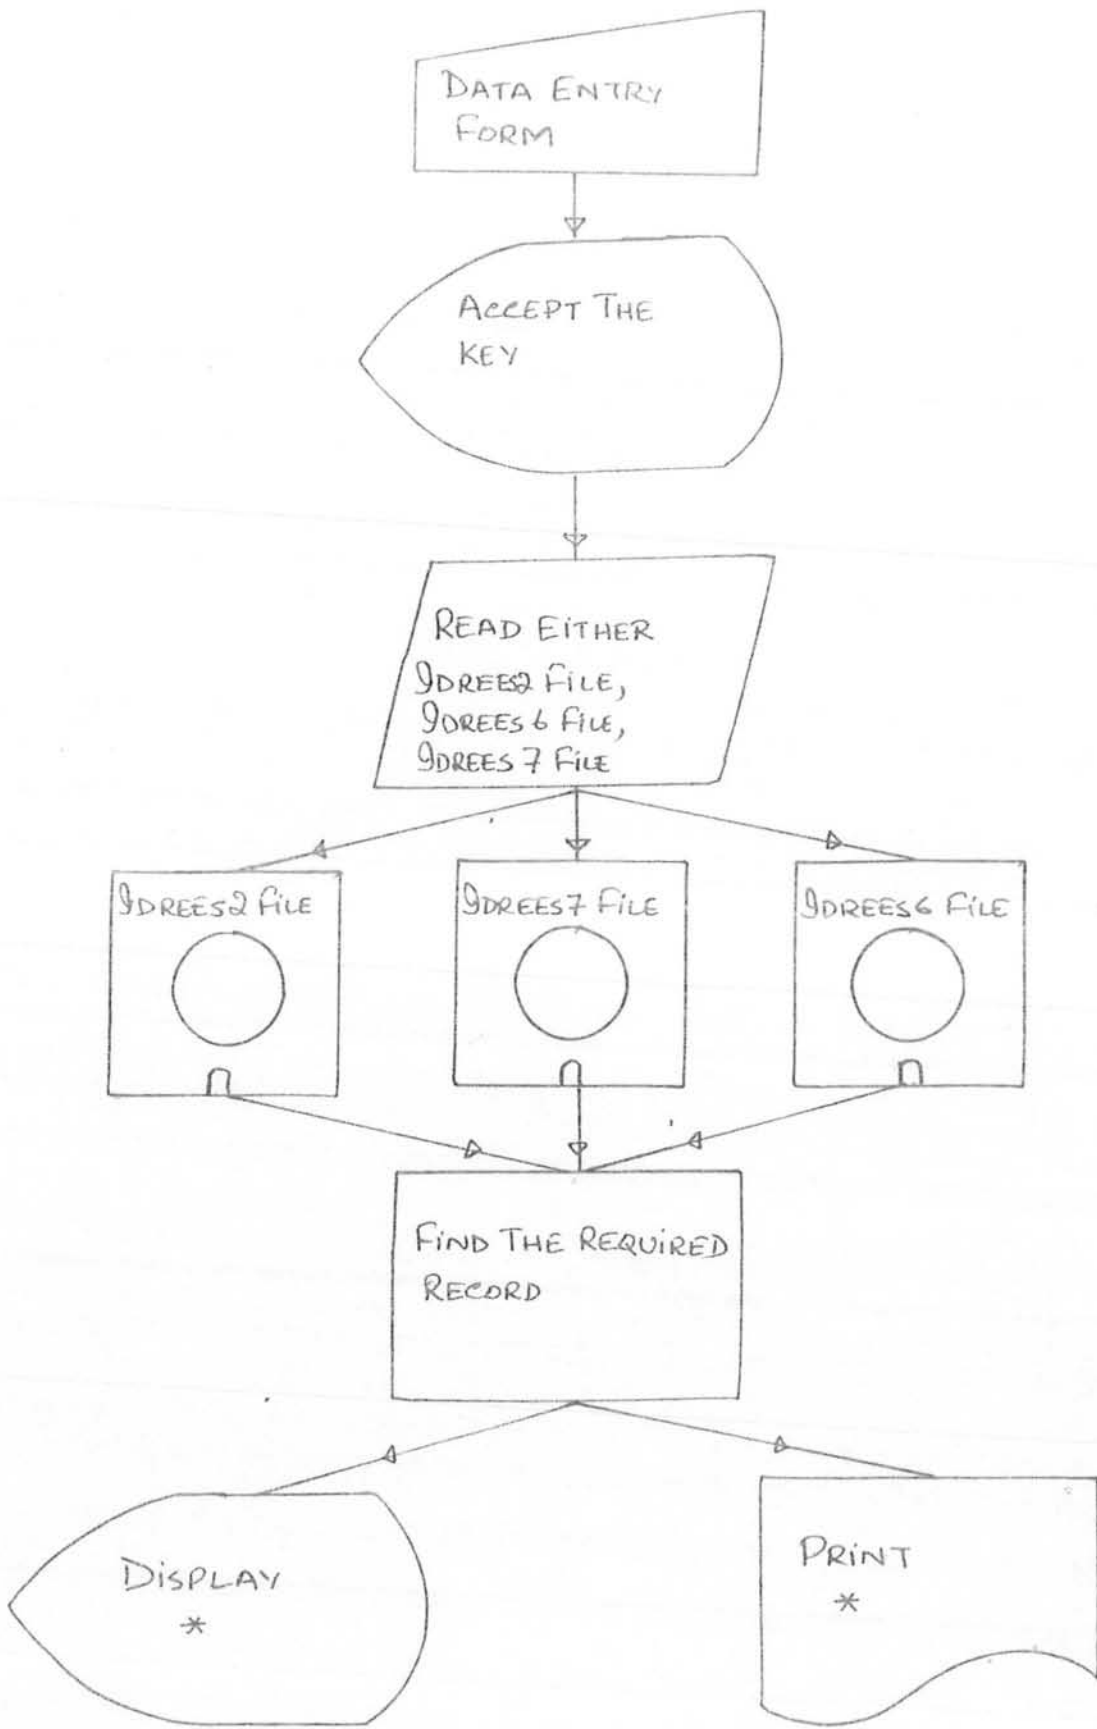 DATA ENTRY
FORM
ACCEPT THE
KEY
READ EITHER
IDREES2 FILE,
IDREES6 FILE,
IDREES7 FILE
IDREES2 FILE
IDREES7 FILE
IDREES6 FILE
FIND THE REQUIRED
RECORD
DISPLAY
*
PRINT
*